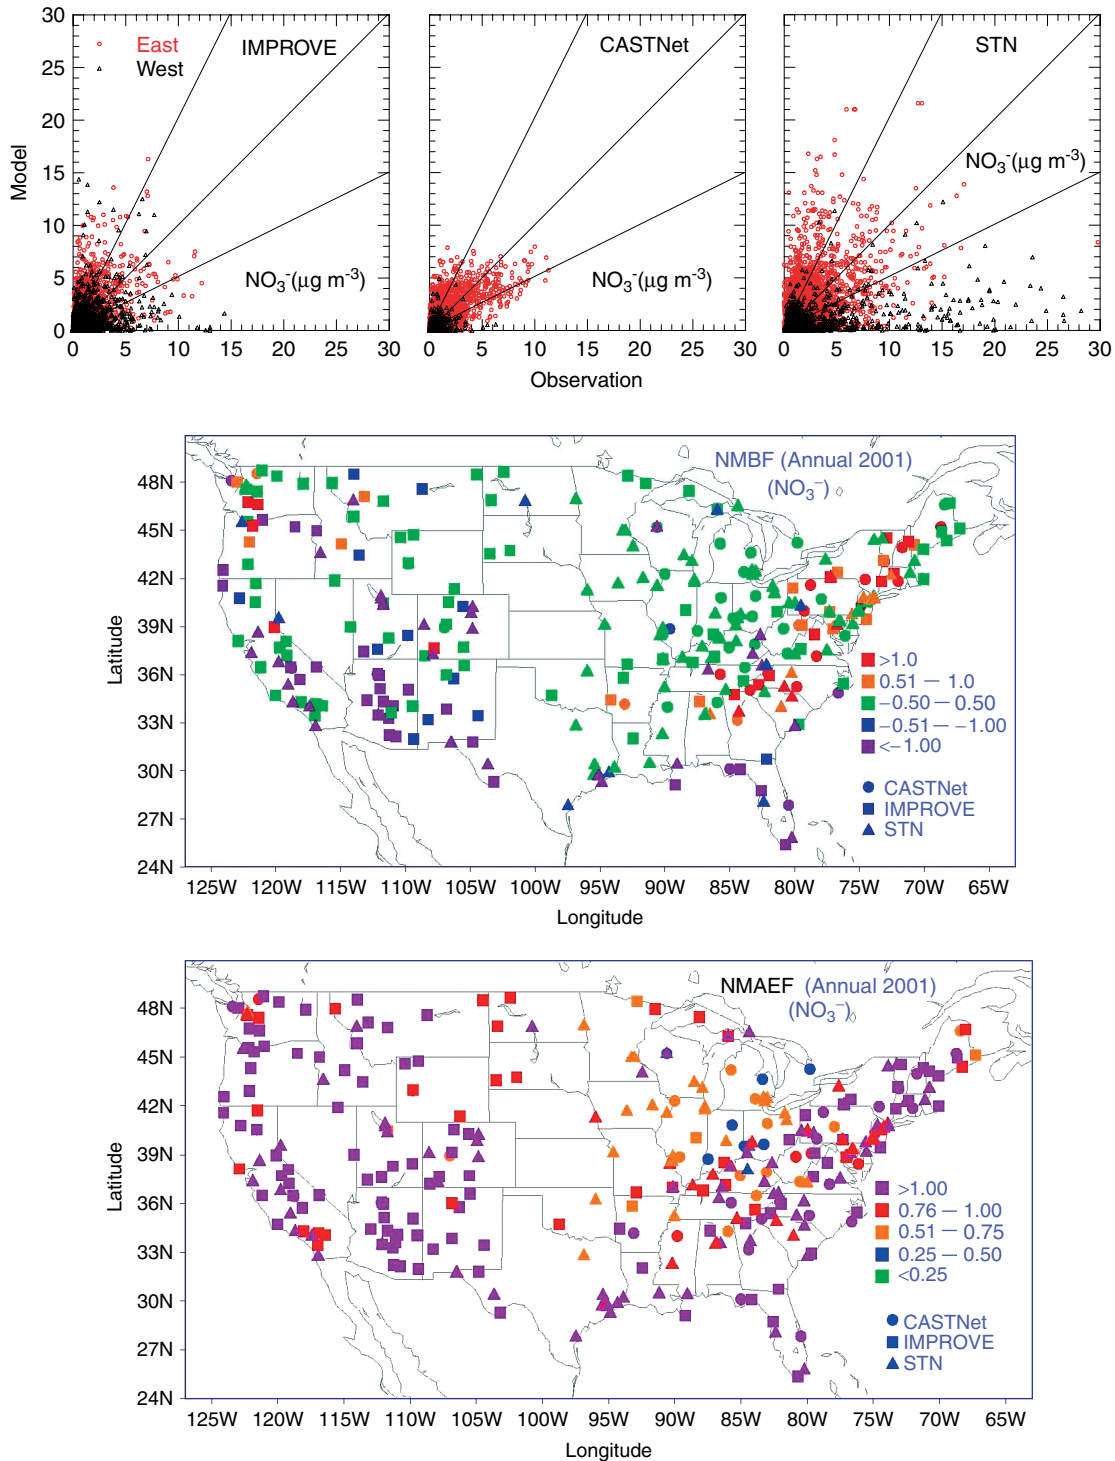 30
25
20
15
10
5
0
Model
East
West
IMPROVE
NO3-(μg m-3)
0 5 10 15 20 25 30
CASTNet
NO3-(μg m-3)
0 5 10 15 20 25 30
STN
NO3-(μg m-3)
0 5 10 15 20 25 30
Observation
NMBF (Annual 2001)
(NO3−)
48N
45N
42N
39N
36N
33N
30N
27N
24N
Latitude
>1.0
0.51 — 1.0
−0.50 — 0.50
−0.51 — −1.00
<−1.00
CASTNet
IMPROVE
STN
125W 120W 115W 110W 105W 100W 95W 90W 85W 80W 75W 70W 65W
Longitude
NMAEF (Annual 2001)
(NO3−)
48N
45N
42N
39N
36N
33N
30N
27N
24N
Latitude
>1.00
0.76 — 1.00
0.51 — 0.75
0.25 — 0.50
<0.25
CASTNet
IMPROVE
STN
125W 120W 115W 110W 105W 100W 95W 90W 85W 80W 75W 70W 65W
Longitude